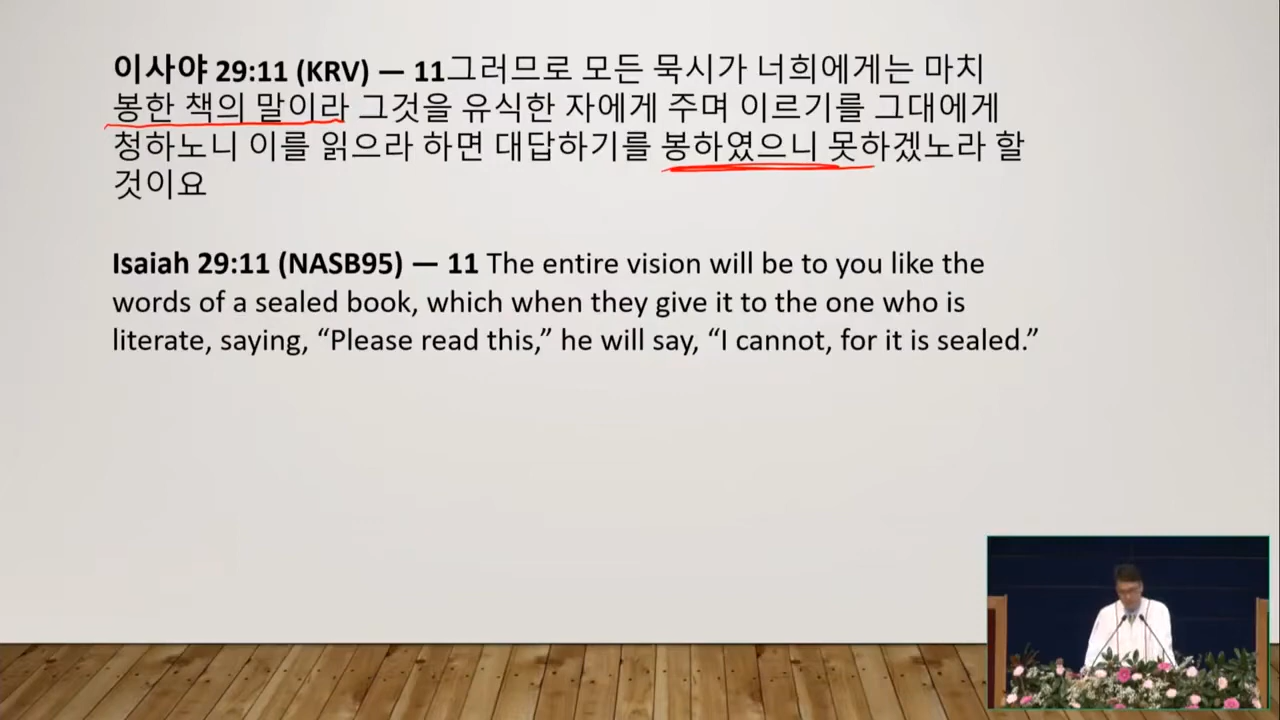 이사야 29:11 (KRV) — 11그러므로 모든 묵시가 너희에게는 마치
봉한 책의 말이라 그것을 유식한 자에게 주며 이르기를 그대에게
청하노니 이를 읽으라 하면 대답하기를 봉하였으니 못하겠노라 할
것이요
Isaiah 29:11 (NASB95) — 11 The entire vision will be to you like the
words of a sealed book, which when they give it to the one who is
literate, saying, “Please read this,” he will say, “I cannot, for it is sealed.”